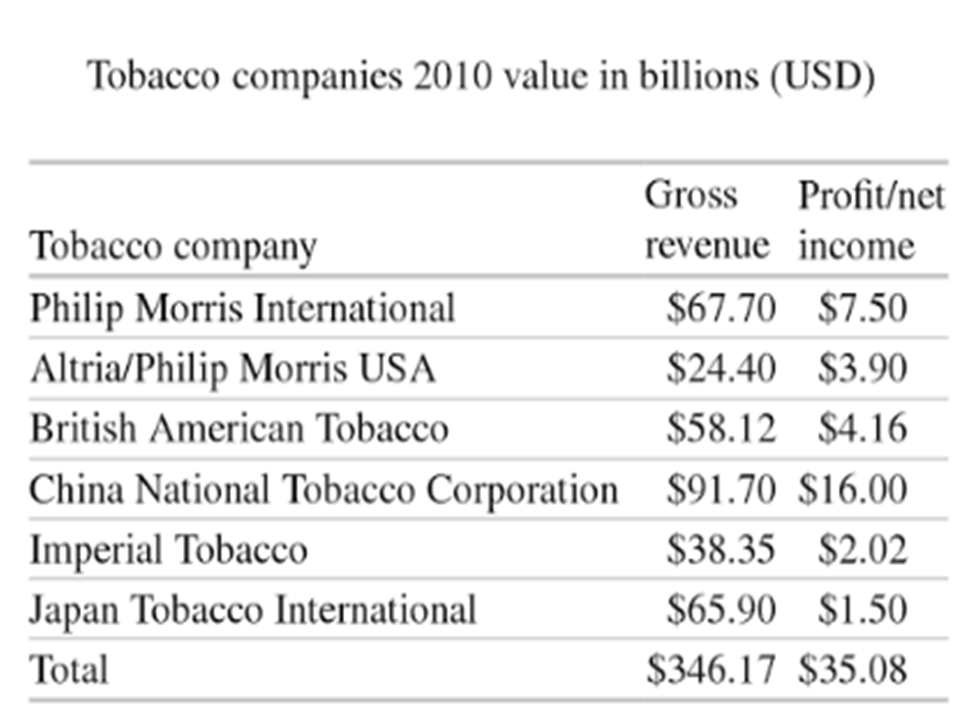 Tobacco companies 2010 value in billions (USD)
Gross Profit/net
Tobacco company revenue income
Philip Morris International $67.70 $7.50
Altria/Philip Morris USA $24.40 $3.90
British American Tobacco $58.12 $4.16
China National Tobacco Corporation $91.70 $16.00
Imperial Tobacco $38.35 $2.02
Japan Tobacco International $65.90 $1.50
Total $346.17 $35.08